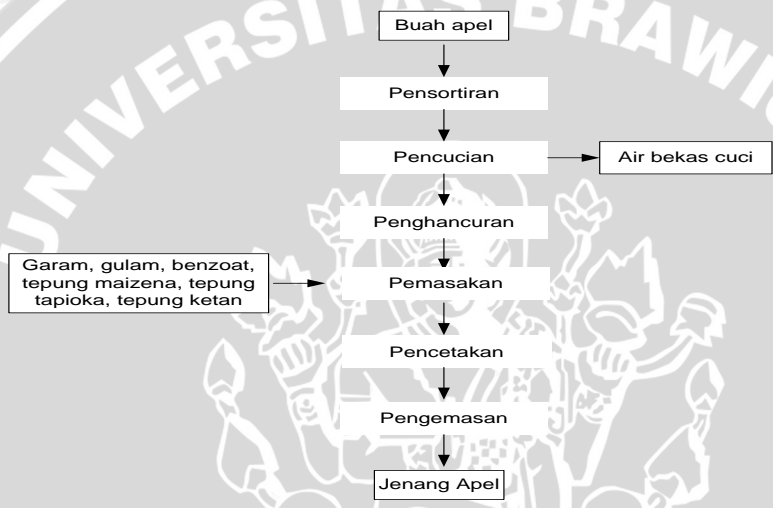 UNIVERSITAS BRAWI
Buah apel
Pensortiran
Pencucian
Air bekas cuci
Penghancuran
Garam, gulam, benzoat,
tepung maizena, tepung
tapioka, tepung ketan
Pemasakan
Pencetakan
Pengemasan
Jenang Apel